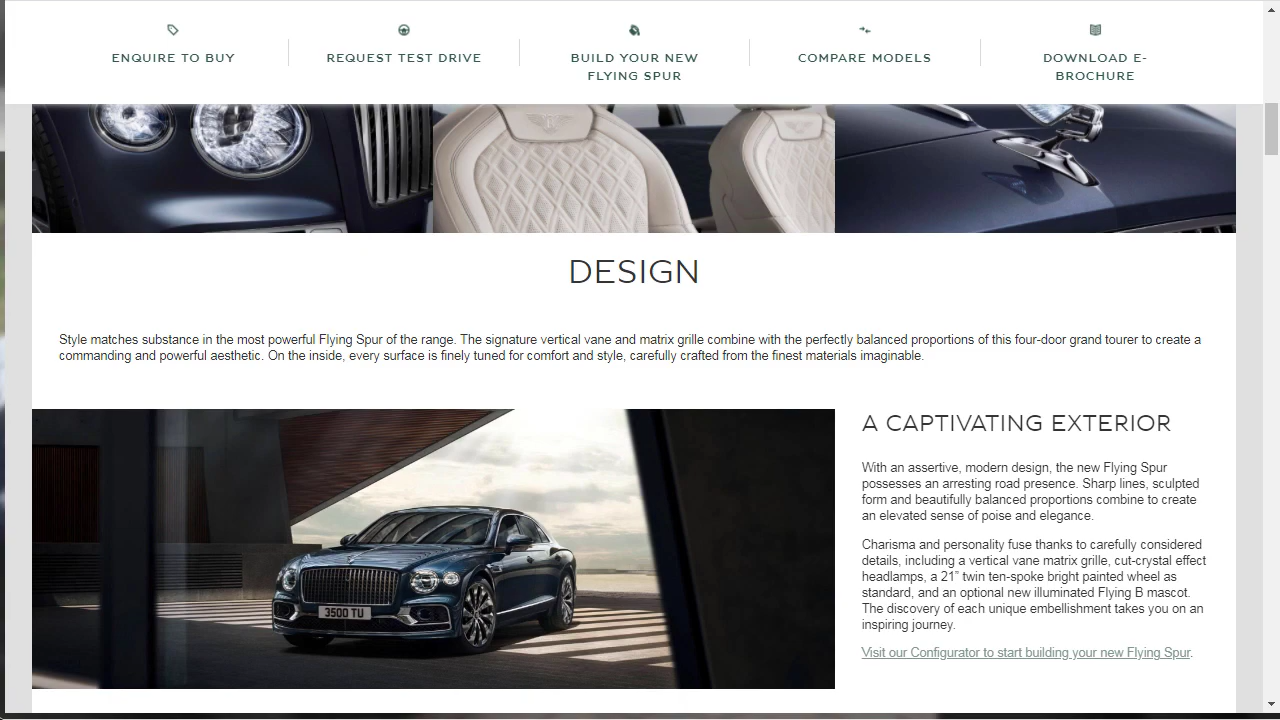 ENQUIRE TO BUY
REQUEST TEST DRIVE
BUILD YOUR NEW
FLYING SPUR
COMPARE MODELS
DOWNLOAD E-
BROCHURE
DESIGN
Style matches substance in the most powerful Flying Spur of the range. The signature vertical vane and matrix grille combine with the perfectly balanced proportions of this four-door grand tourer to create a
commanding and powerful aesthetic. On the inside, every surface is finely tuned for comfort and style, carefully crafted from the finest materials imaginable.
3500 TU
A CAPTIVATING EXTERIOR
With an assertive, modern design, the new Flying Spur
possesses an arresting road presence. Sharp lines, sculpted
form and beautifully balanced proportions combine to create
an elevated sense of poise and elegance.
Charisma and personality fuse thanks to carefully considered
details, including a vertical vane matrix grille, cut-crystal effect
headlamps, a 21” twin ten-spoke bright painted wheel as
standard, and an optional new illuminated Flying B mascot.
The discovery of each unique embellishment takes you on an
inspiring journey.
Visit our Configurator to start building your new Flying Spur.